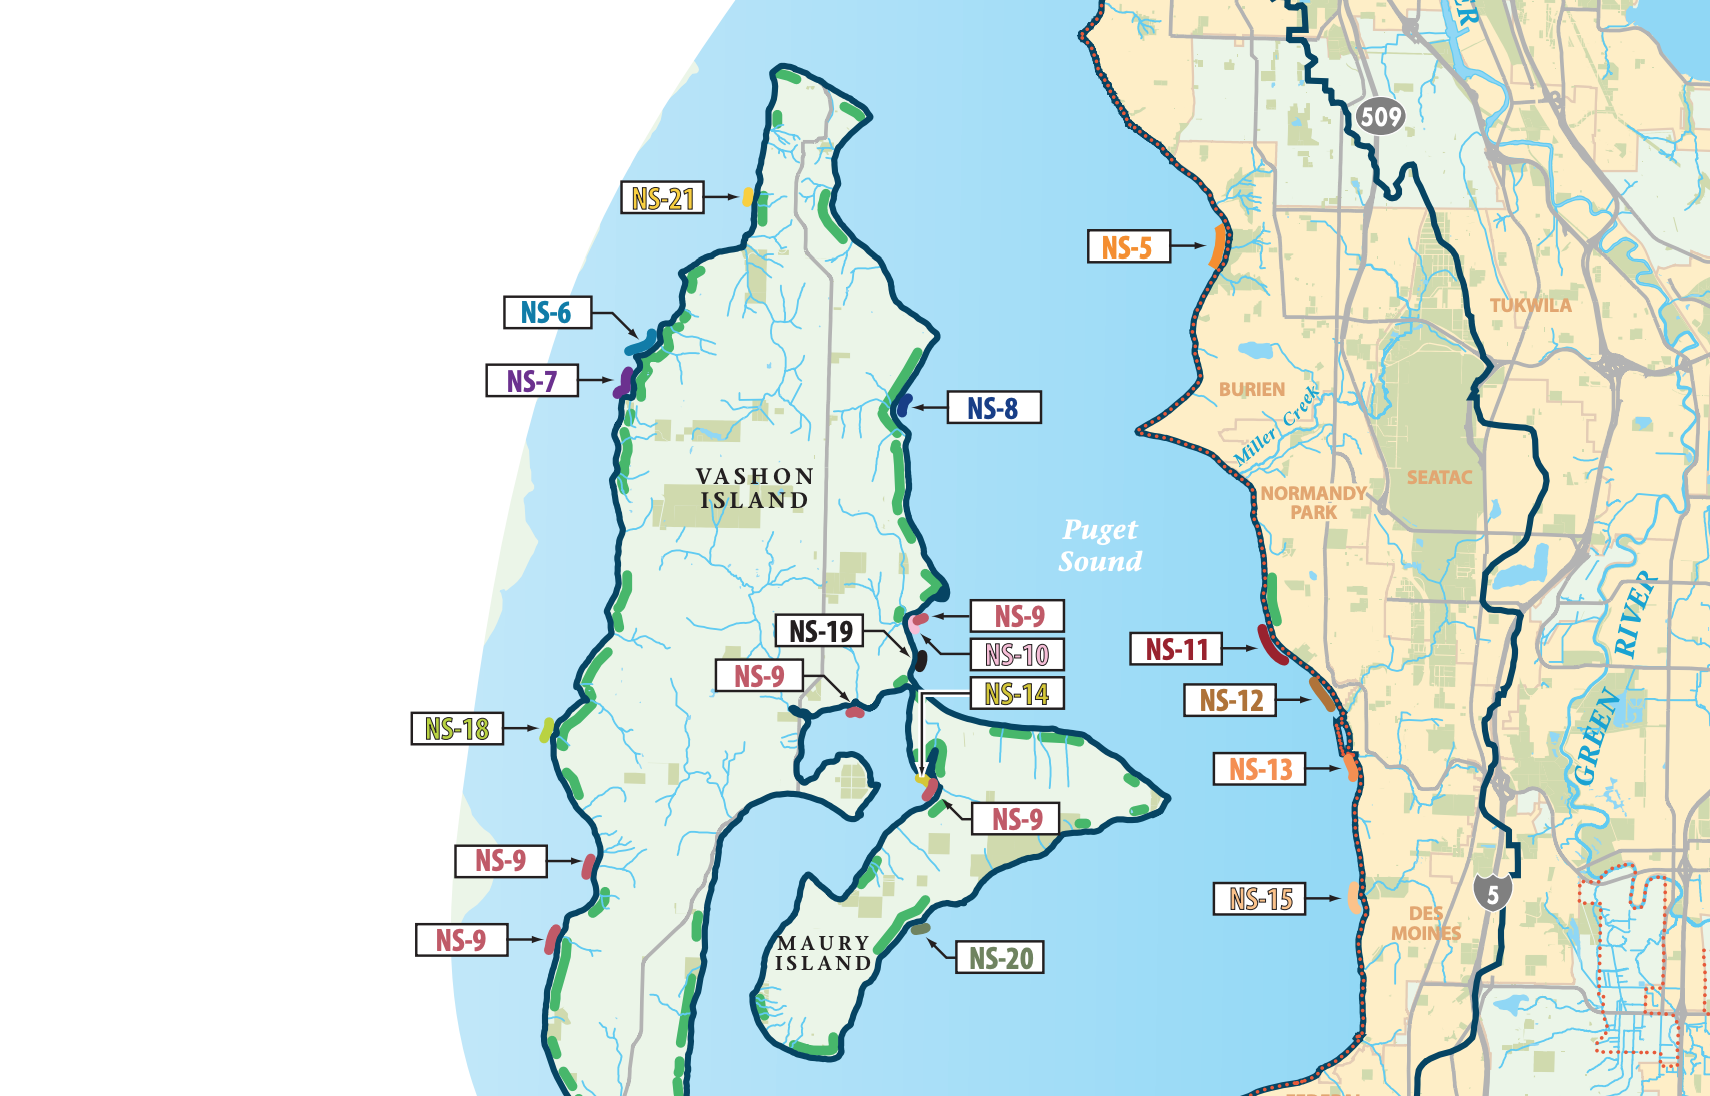 ER
509
NS-21
NS-5
NS-6
TUKWILA
NS-7
BURIEN
NS-8
Miller Creek
VASHON
ISLAND
SEATAC
NORMANDY
PARK
Puget
Sound
NS-9
NS-19
NS-10
NS-9
NS-14
NS-11
GREEN RIVER
NS-12
NS-18
NS-13
NS-9
NS-9
NS-15
5
DES
MOINES
NS-9
MAURY
ISLAND
NS-20